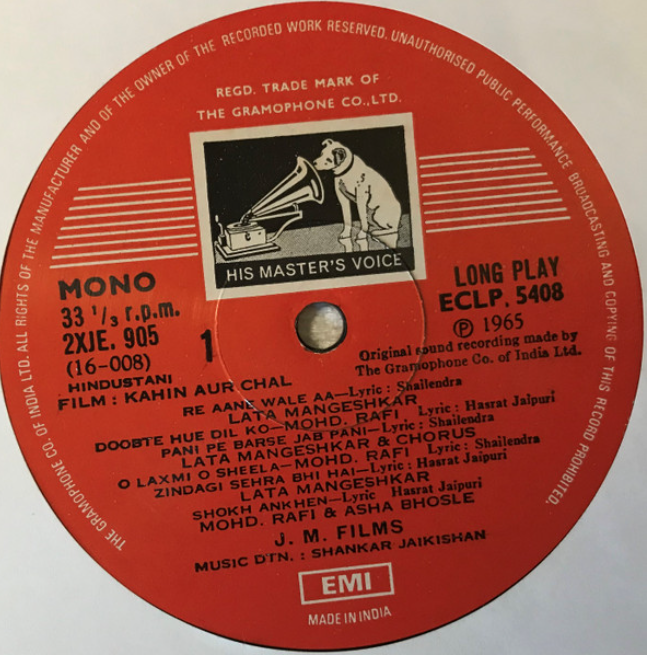 THE GRAMOPHONE CO. OF INDIA LTD. ALL RIGHTS OF THE MANUFACTURER AND OF THE OWNER OF THE RECORDED WORK RESERVED. UNAUTHORISED PUBLIC PERFORMANCE BROADCASTING AND COPYING OF THIS RECORD PROHIBITED.
REGD. TRADE MARK OF
THE GRAMOPHONE CO., LTD.
HIS MASTER'S VOICE
MONO
33 1/3 r.p.m.
2XJE. 905
(16-008)
HINDUSTANI
1
LONG PLAY
ECLP. 5408
Ⓟ 1965
Original sound recording made by
The Gramophone Co. of India Ltd.
FILM : KAHIN AUR CHAL
RE AANE WALE AA—Lyric : Shailendra
LATA MANGESHKAR
DOOBTE HUE DIL KO—MOHD. RAFI Lyric : Hasrat Jaipuri
PANI PE BARSE JAB PANI—Lyric : Shailendra
LATA MANGESHKAR & CHORUS
O LAXMI O SHEELA—MOHD. RAFI Lyric : Shailendra
ZINDAGI SEHRA BHI HAI—Lyric : Hasrat Jaipuri
LATA MANGESHKAR
SHOKH ANKHEN—Lyric Hasrat Jaipuri
MOHD. RAFI & ASHA BHOSLE
J. M. FILMS
MUSIC DTN. : SHANKAR JAIKISHAN
EMI
MADE IN INDIA